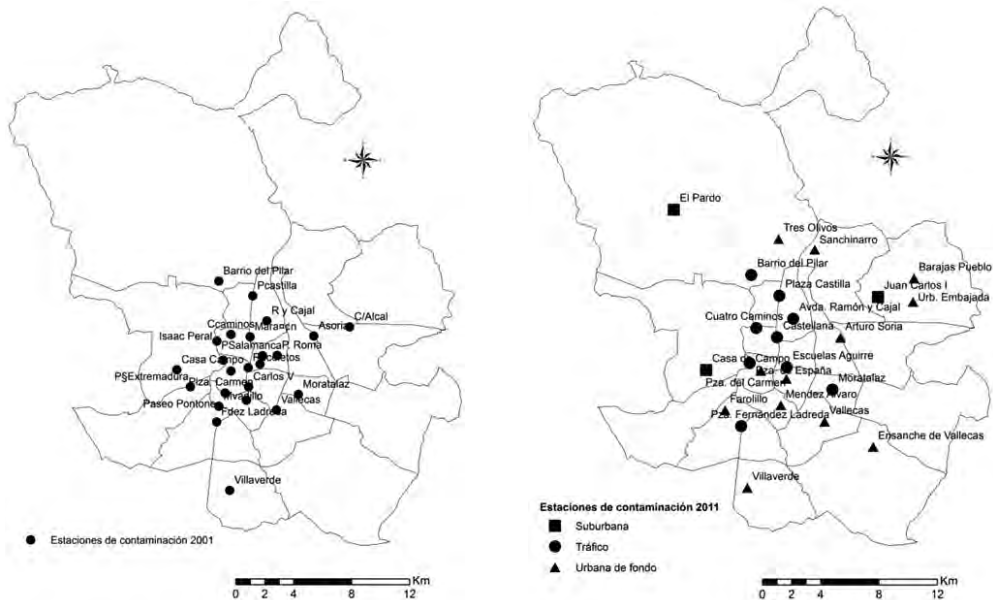 Barrio del Pilar
Pcastilla
R y Cajal
C/Alcal
Ccaminos
Asoria
Isaac Peral
PSalamanca
P. Roma
Casa Campo
P§Extremadura
Plza. Carmen
Carlos V
Moratalaz
Vallecas
Paseo Pontone
Fdez Ladreda
Villaverde
Estaciones de contaminación 2001
Km
0 2 4 8 12
El Pardo
Tres Olivos
Sanchinarro
Barrio del Pilar
Barajas Pueblo
Plaza Castilla
Juan Carlos I
Urb. Embajada
Avda. Ramón y Cajal
Cuatro Caminos
Castellana
Arturo Soria
Casa de Campo
Escuelas Aguirre
España
Pza. del Carmen
Moratalaz
Farolillo
Mendez Alvaro
Pza. Fernández Ladreda
Vallecas
Ensanche de Vallecas
Villaverde
Estaciones de contaminación 2011
Suburbana
Tráfico
Urbana de fondo
Km
0 2 4 8 12